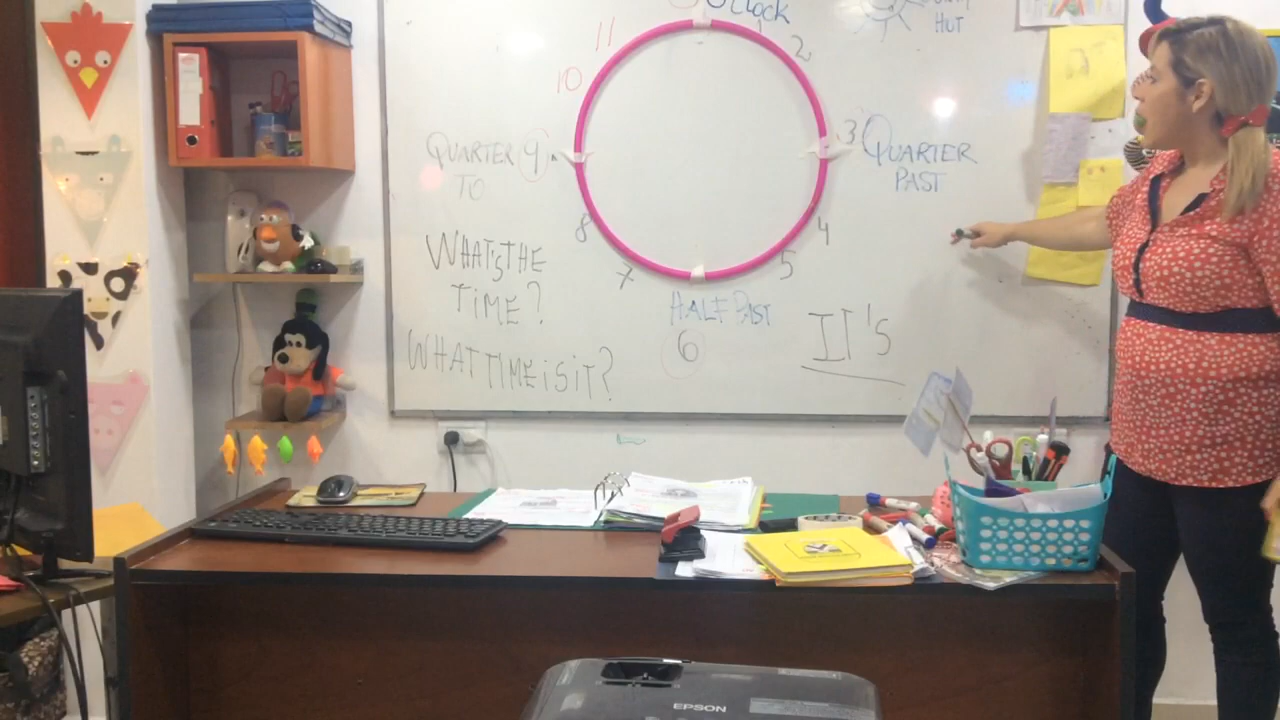 O'Clock
HUT
11
2
10
3 QUARTER
PAST
QUARTER 9
TO
8
4
7
5
WHAT'S THE
TIME?
HALF PAST
6
IT'S
WHAT TIME iS iT?
EPSON